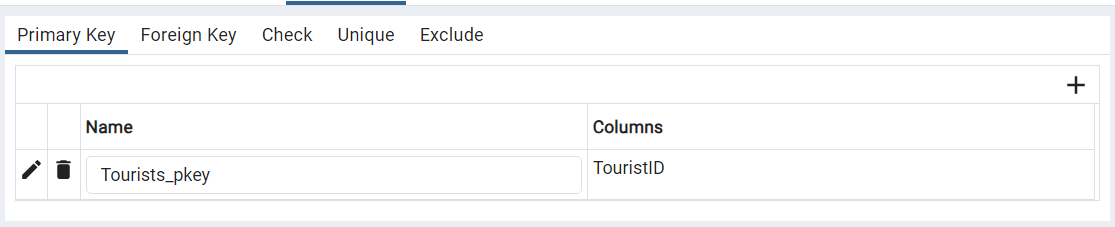 Primary Key Foreign Key Check Unique Exclude
Name Columns
Tourists_pkey TouristID